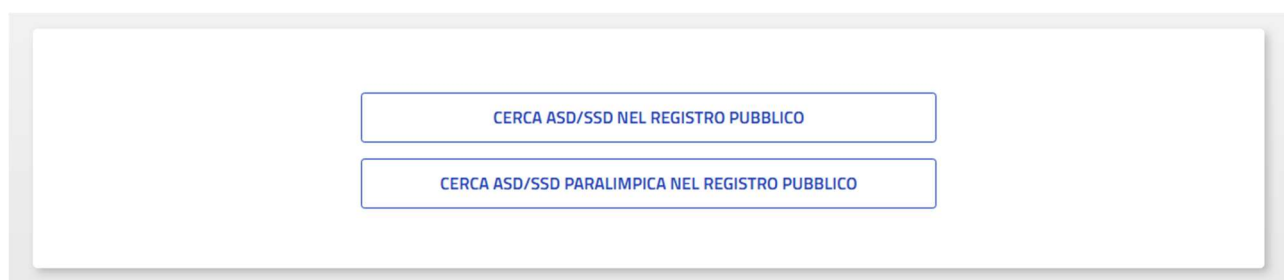 CERCA ASD/SSD NEL REGISTRO PUBBLICO
CERCA ASD/SSD PARALIMPICA NEL REGISTRO PUBBLICO